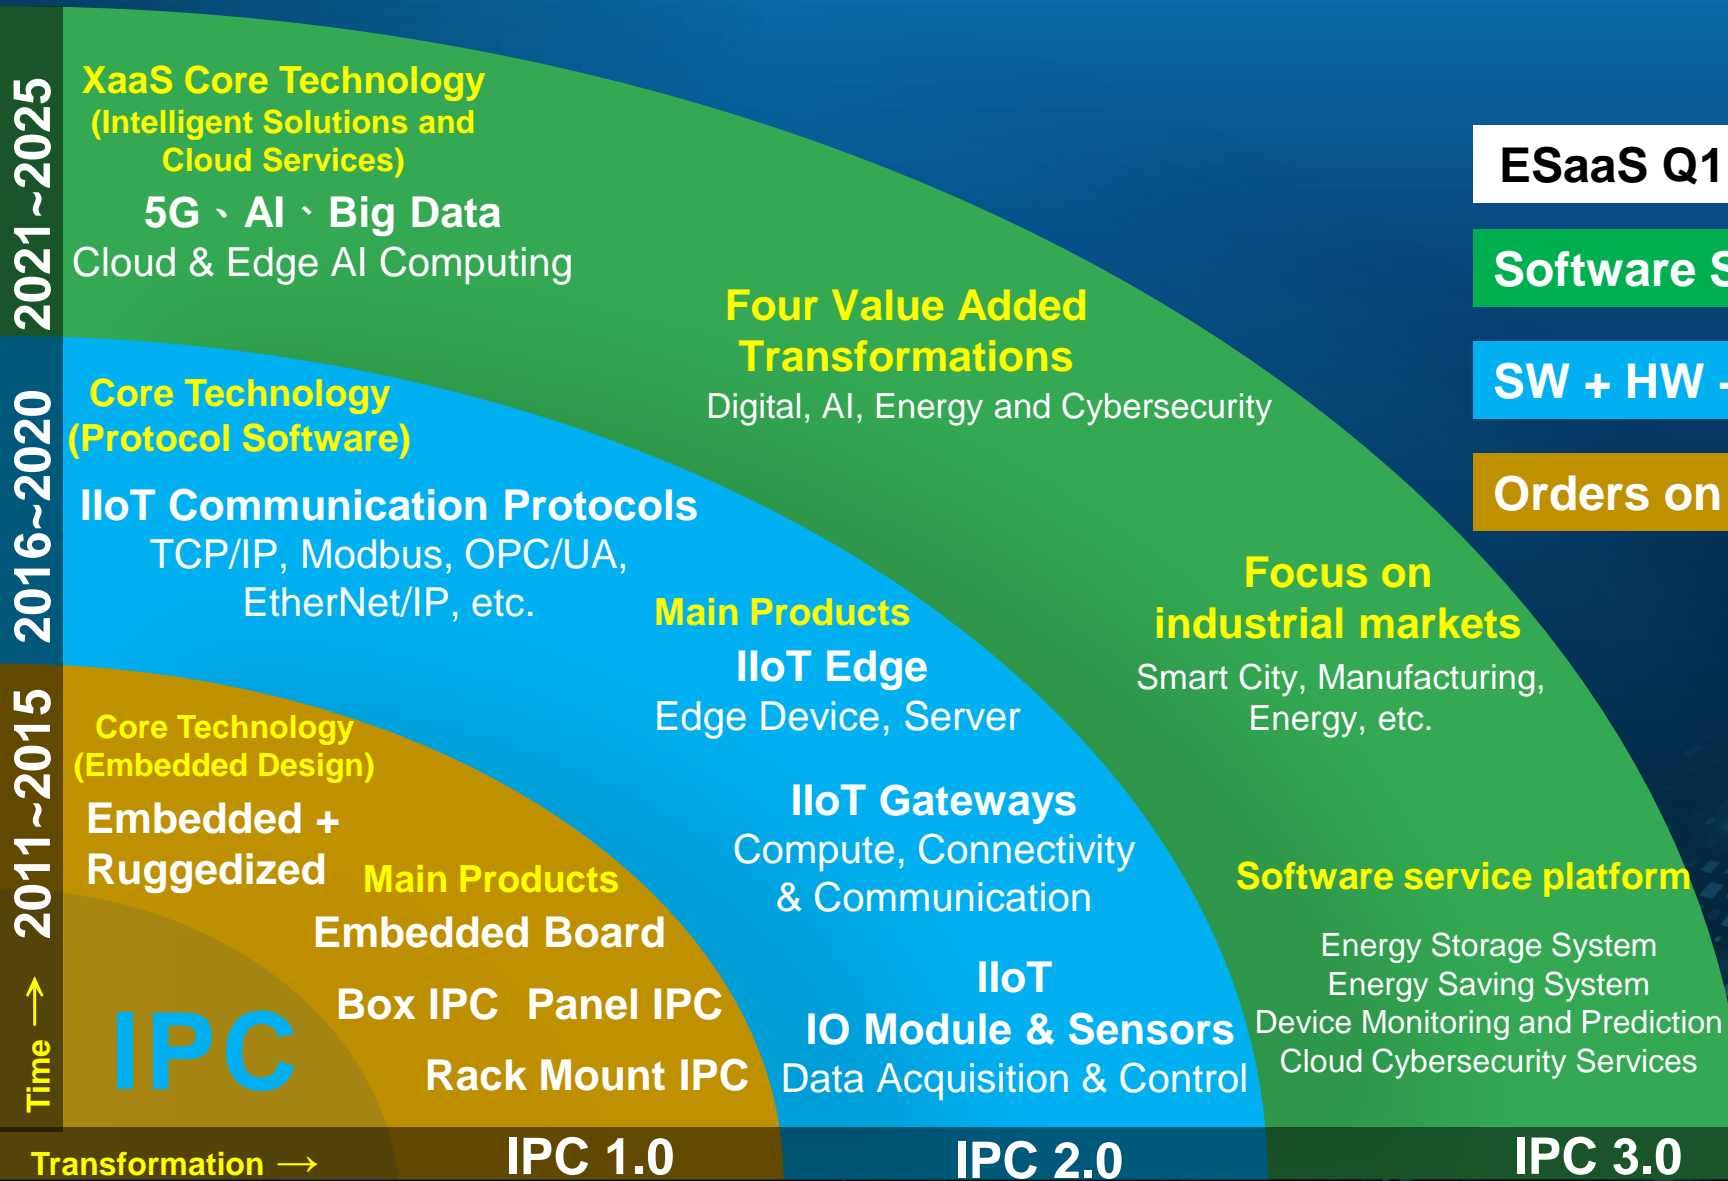 2021~2025
XaaS Core Technology
(Intelligent Solutions and
Cloud Services)
5G、AI、Big Data
Cloud & Edge AI Computing
Four Value Added
Transformations
Digital, AI, Energy and Cybersecurity
Focus on
industrial markets
Smart City, Manufacturing,
Energy, etc.
Software service platform
Energy Storage System
Energy Saving System
Device Monitoring and Prediction
Cloud Cybersecurity Services
ESaaS Q1
Software
SW + HW
Orders on
2016~2020
Core Technology
(Protocol Software)
IIoT Communication Protocols
TCP/IP, Modbus, OPC/UA,
EtherNet/IP, etc.
Main Products
IIoT Edge
Edge Device, Server
IIoT Gateways
Compute, Connectivity
& Communication
IIoT
IO Module & Sensors
Data Acquisition & Control
2011~2015
Core Technology
(Embedded Design)
Embedded +
Ruggedized
Main Products
Embedded Board
Box IPC Panel IPC
Rack Mount IPC
IPC
Time →
Transformation →
IPC 1.0
IPC 2.0
IPC 3.0